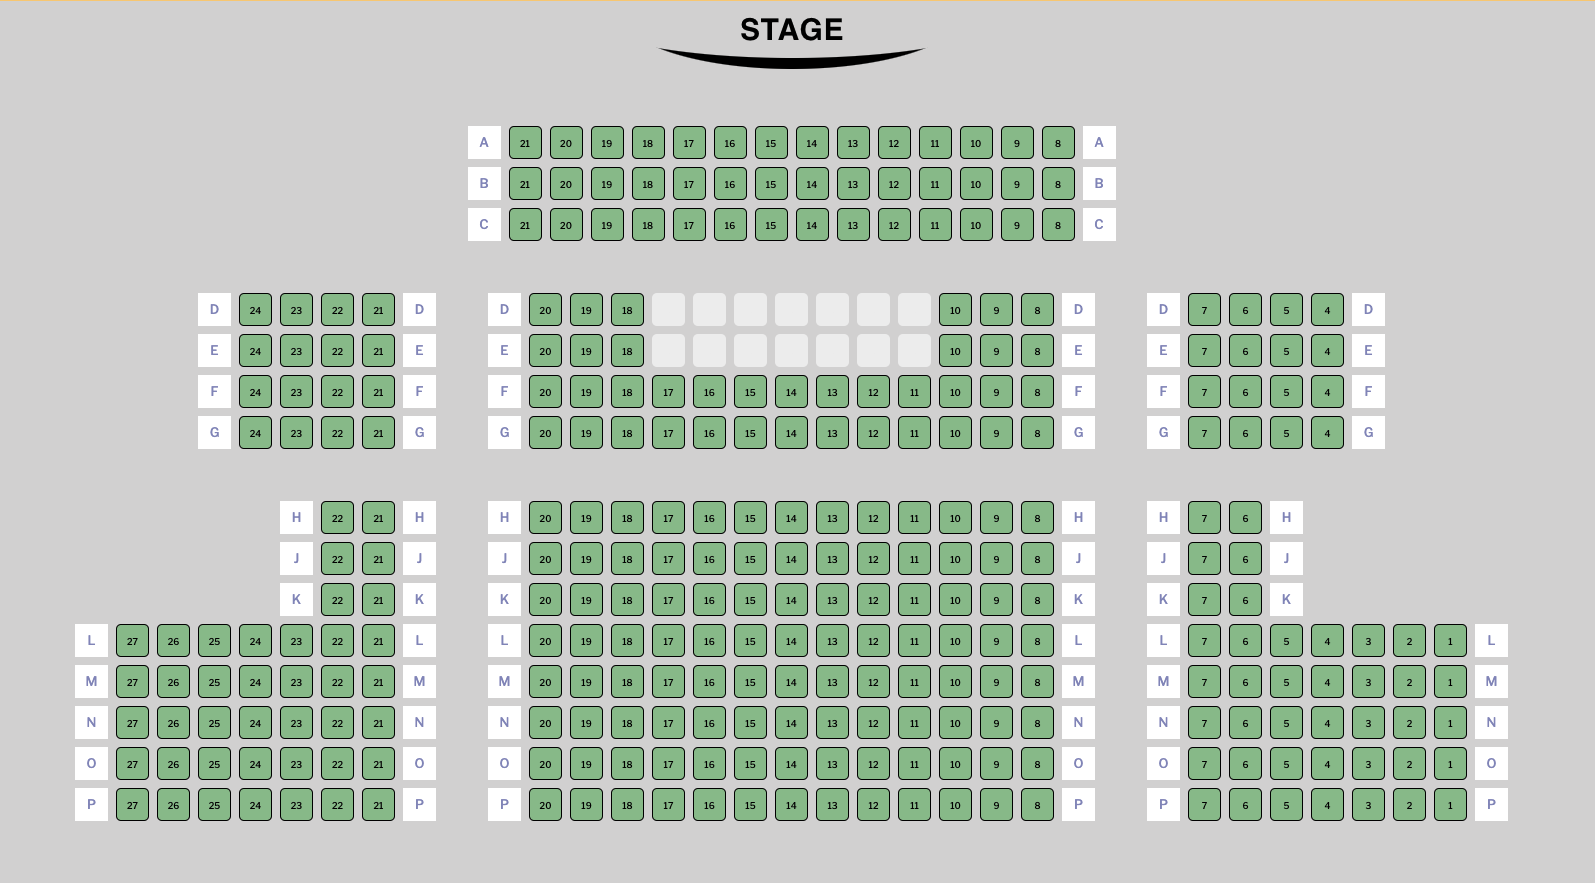 STAGE
A 21 20 19 18 17 16 15 14 13 12 11 10 9 8 A
B 21 20 19 18 17 16 15 14 13 12 11 10 9 8 B
C 21 20 19 18 17 16 15 14 13 12 11 10 9 8 C
D 24 23 22 21 D D 20 19 18 10 9 8 D D 7 6 5 4 D
E 24 23 22 21 E E 20 19 18 10 9 8 E E 7 6 5 4 E
F 24 23 22 21 F F 20 19 18 17 16 15 14 13 12 11 10 9 8 F F 7 6 5 4 F
G 24 23 22 21 G G 20 19 18 17 16 15 14 13 12 11 10 9 8 G G 7 6 5 4 G
H 22 21 H H 20 19 18 17 16 15 14 13 12 11 10 9 8 H H 7 6 H
J 22 21 J J 20 19 18 17 16 15 14 13 12 11 10 9 8 J J 7 6 J
K 22 21 K K 20 19 18 17 16 15 14 13 12 11 10 9 8 K K 7 6 K
L 27 26 25 24 23 22 21 L L 20 19 18 17 16 15 14 13 12 11 10 9 8 L L 7 6 5 4 3 2 1 L
M 27 26 25 24 23 22 21 M M 20 19 18 17 16 15 14 13 12 11 10 9 8 M M 7 6 5 4 3 2 1 M
N 27 26 25 24 23 22 21 N N 20 19 18 17 16 15 14 13 12 11 10 9 8 N N 7 6 5 4 3 2 1 N
O 27 26 25 24 23 22 21 O O 20 19 18 17 16 15 14 13 12 11 10 9 8 O O 7 6 5 4 3 2 1 O
P 27 26 25 24 23 22 21 P P 20 19 18 17 16 15 14 13 12 11 10 9 8 P P 7 6 5 4 3 2 1 P